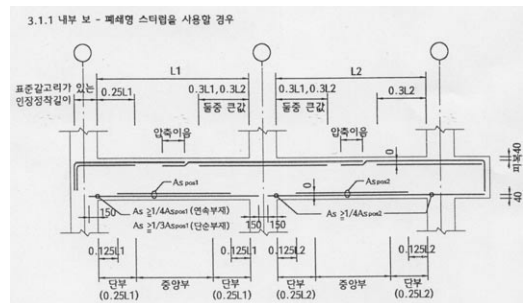 3.1.1 내부 보 - 폐쇄형 스터럽을 사용할 경우
L1
L2
표준갈고리가 있는
인장정착길이
0.25L1
0.3L1,0.3L2
둘중 큰값
0.3L1,0.3L2
둘중 큰값
0.3L2
압축이음
압축이음
0
피복40
As pos1
As pos2
0
40
150
As ≥1/4Aspos1 (연속부재)
As ≥1/3Aspos1 (단순부재)
150
150
As ≥1/4Aspos2
0.125L1
0.125L1
0.125L2
0.125L2
단부
(0.25L1)
중앙부
단부
(0.25L1)
단부
(0.25L2)
중앙부
단부
(0.25L2)